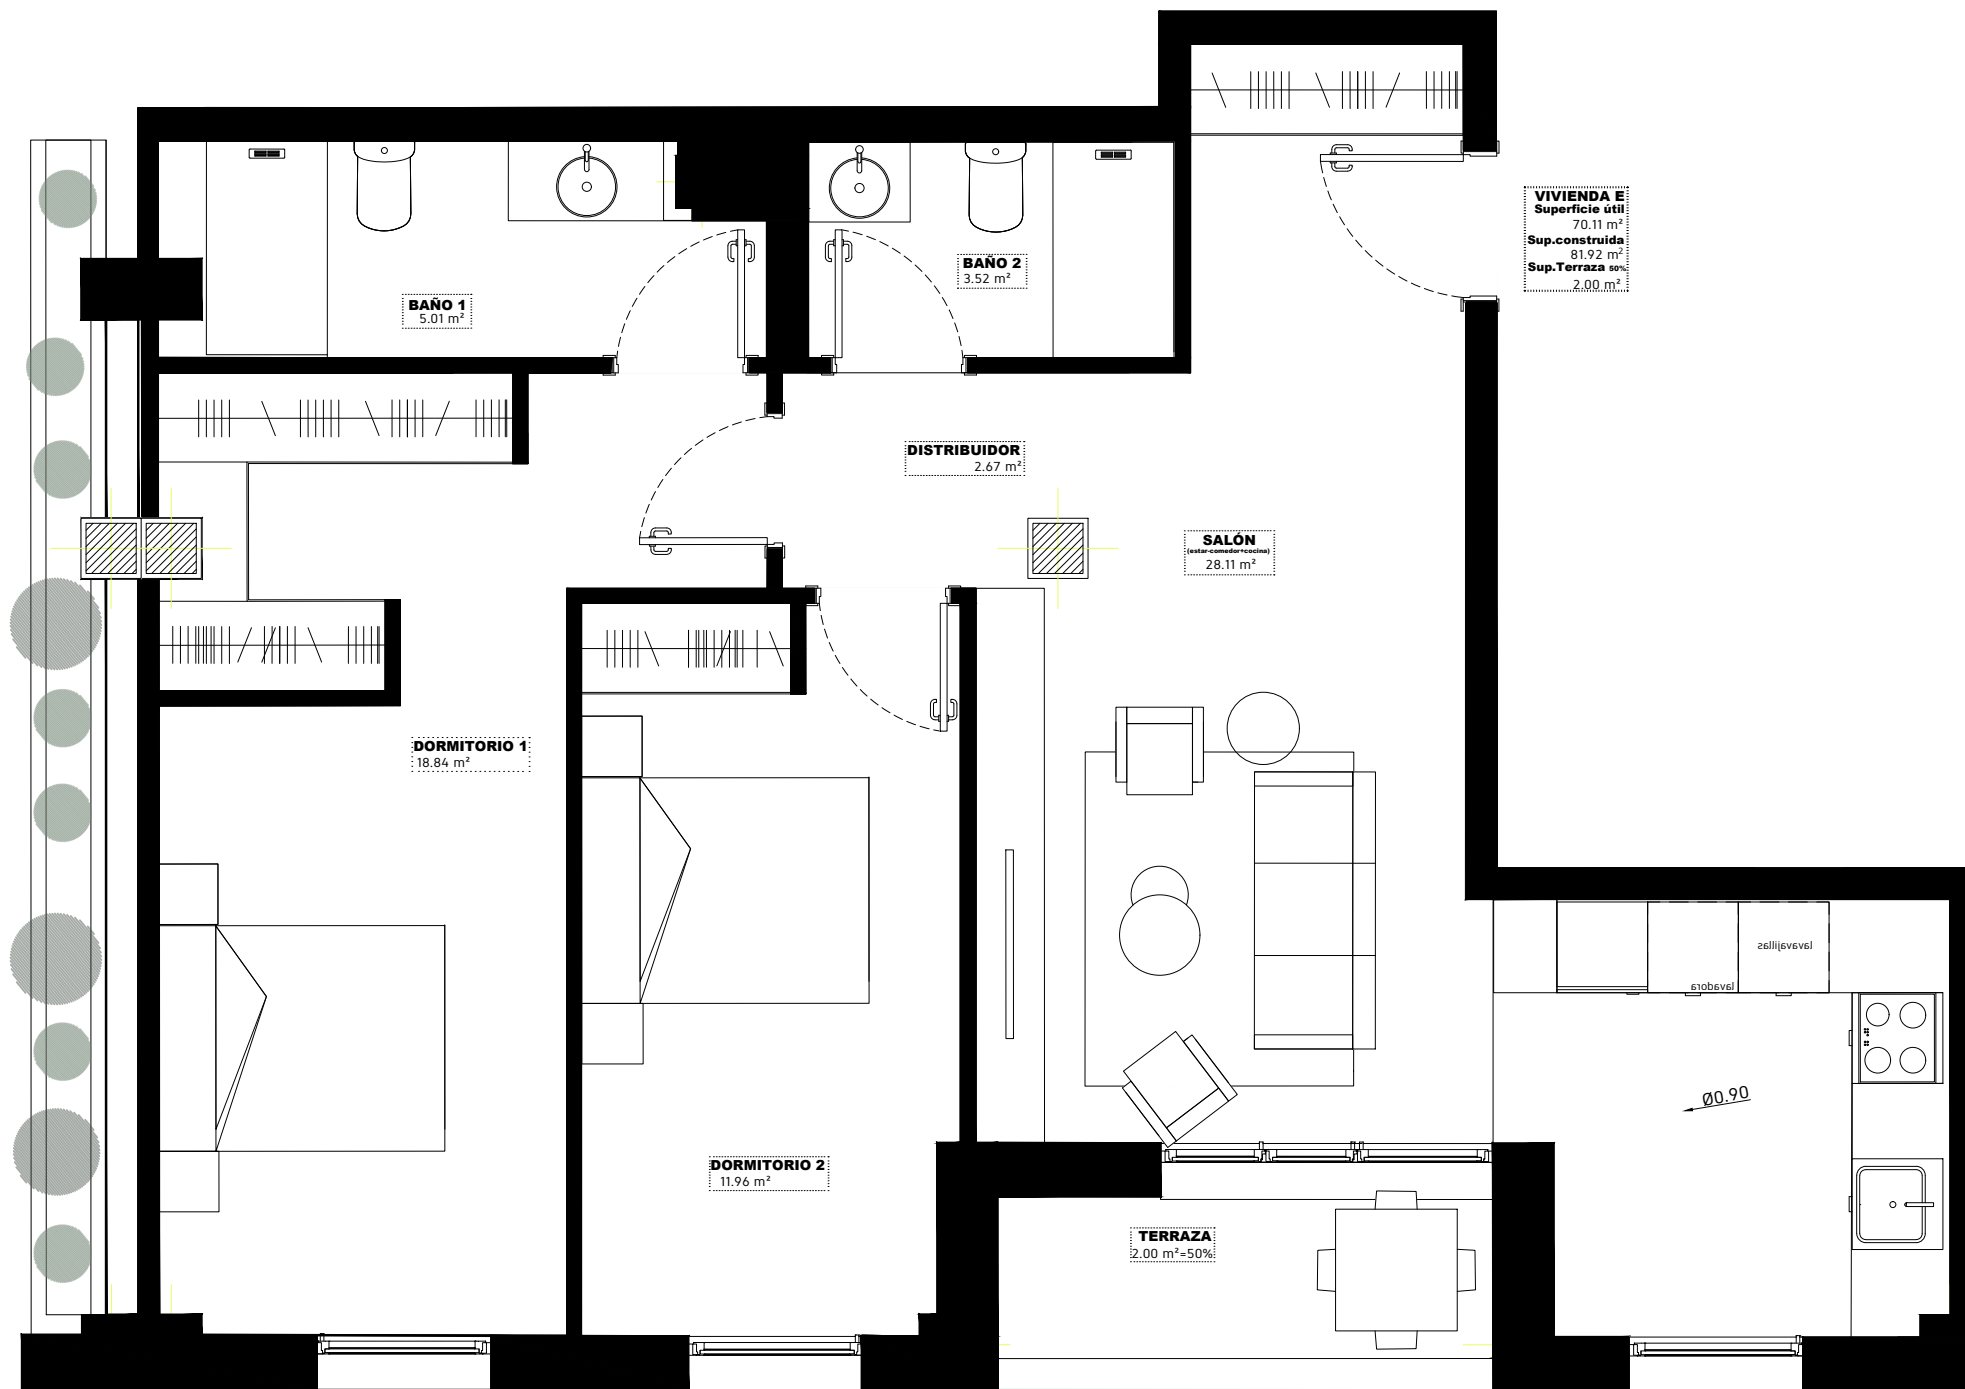 VIVIENDA E
Superficie útil
70.11 m²
Sup.construida
81.92 m²
Sup.Terraza 50%
2.00 m²
BAÑO 2
3.52 m²
BAÑO 1
5.01 m²
DISTRIBUIDOR
2.67 m²
SALÓN
(estar-comedor+cocina)
28.11 m²
DORMITORIO 1
18.84 m²
lavavajillas
lavadora
Ø0.90
DORMITORIO 2
11.96 m²
TERRAZA
2.00 m²=50%